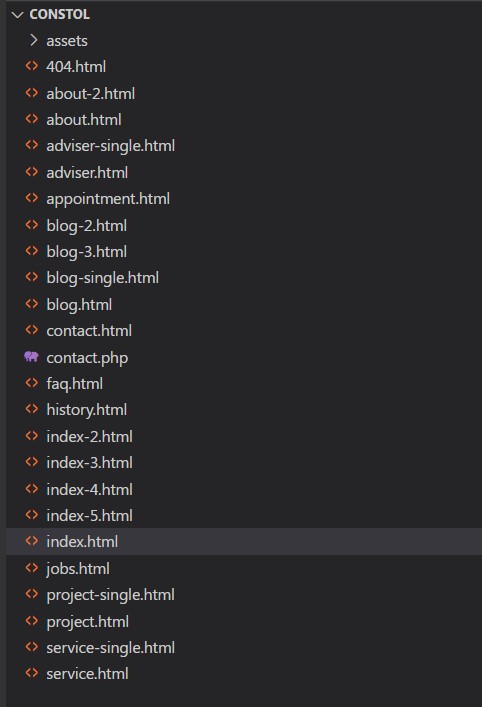 CONSTOL
assets
404.html
about-2.html
about.html
adviser-single.html
adviser.html
appointment.html
blog-2.html
blog-3.html
blog-single.html
blog.html
contact.html
contact.php
faq.html
history.html
index-2.html
index-3.html
index-4.html
index-5.html
index.html
jobs.html
project-single.html
project.html
service-single.html
service.html